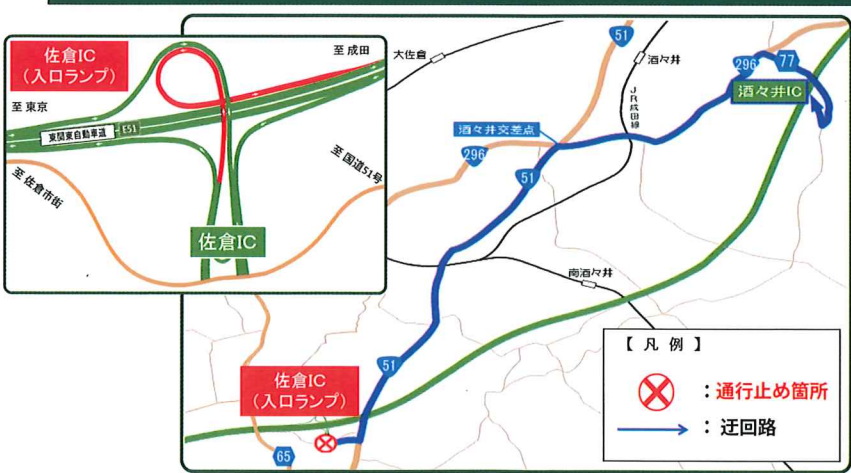 佐倉IC
（入口ランプ）
至 成田
至 東京
東関東自動車道 E51
至 佐倉市街
至 国道51号
佐倉IC
51
大佐倉
酒々井
JR成田線
296
77
酒々井IC
酒々井交差点
296
51
南酒々井
51
佐倉IC
（入口ランプ）
65
【 凡 例 】
：通行止め箇所
：迂回路